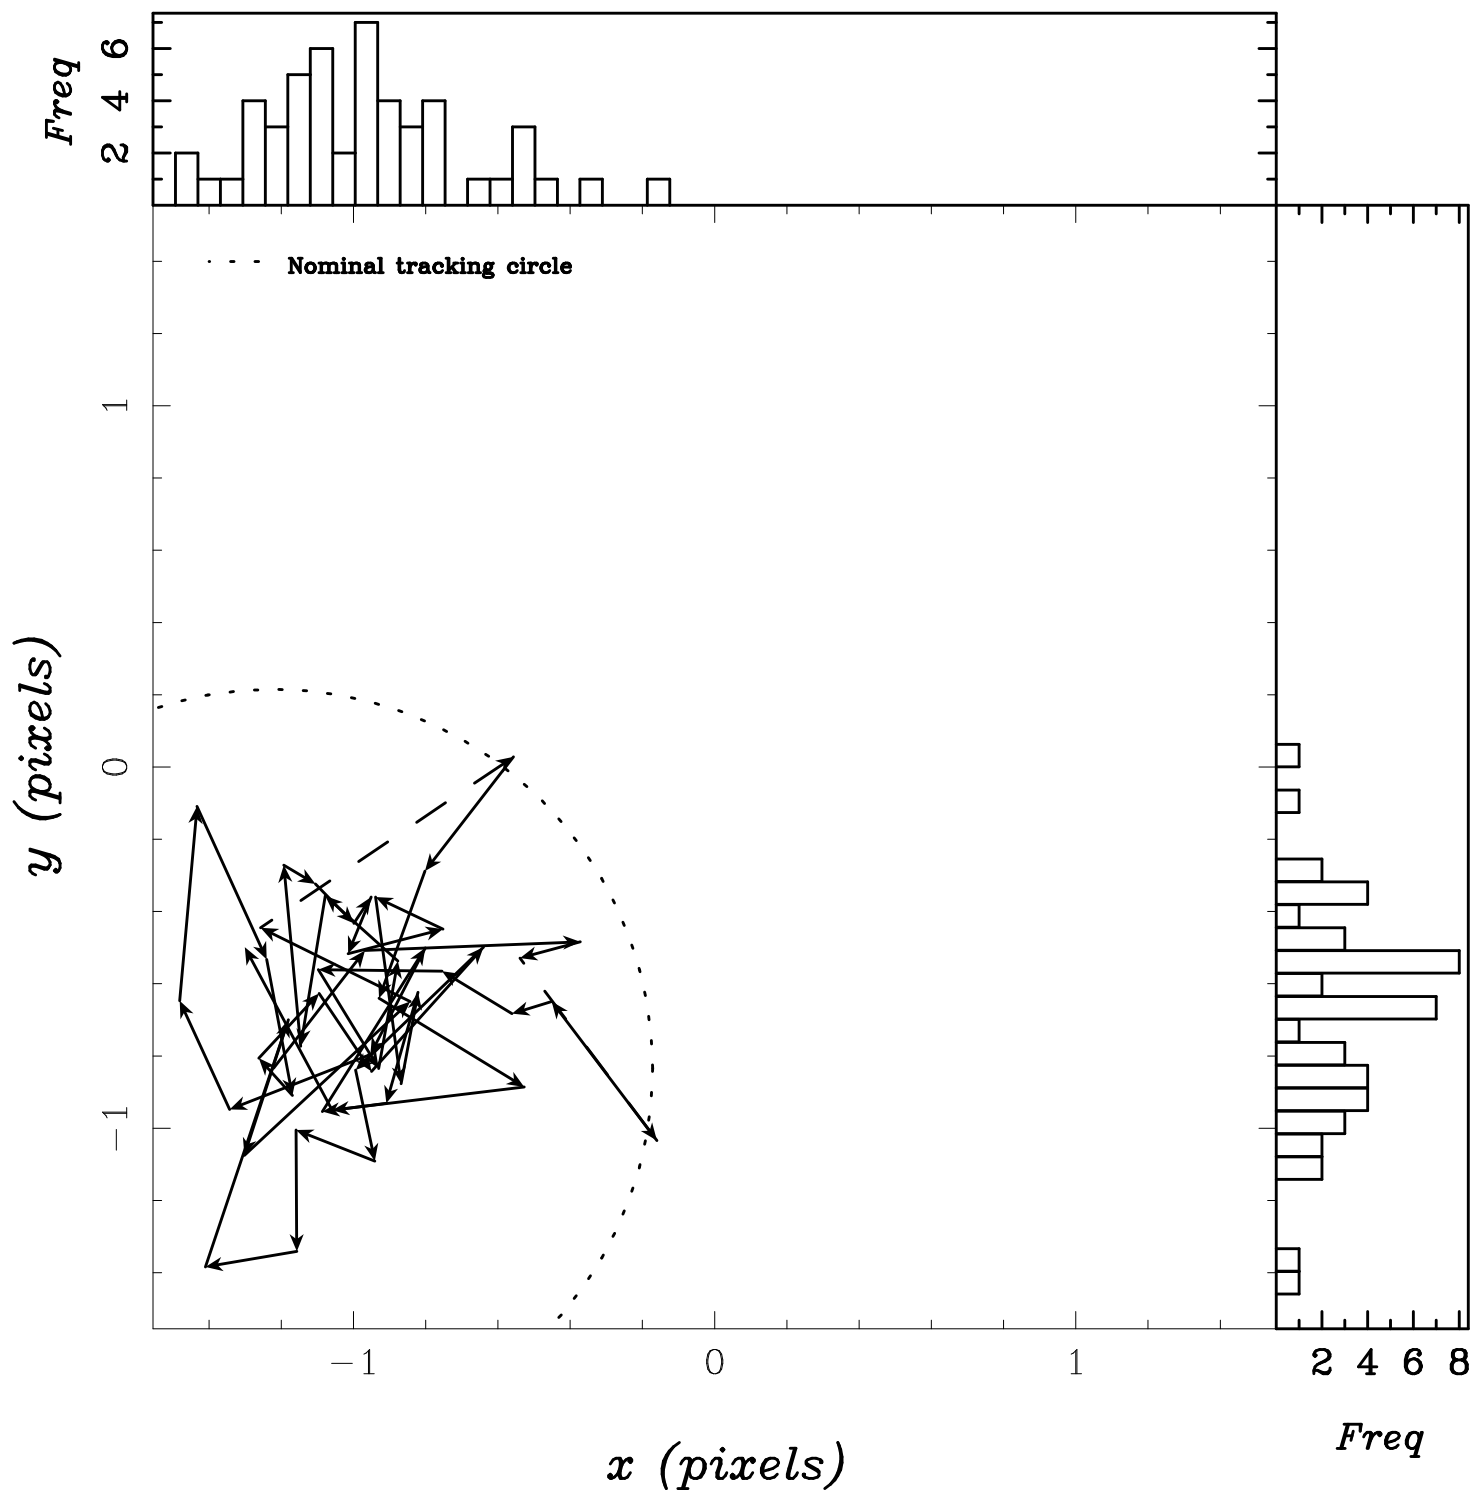 Freq
6
4
2
Nominal tracking circle
1
0
−1
y (pixels)
−1 0 1
2 4 6 8
Freq
x (pixels)